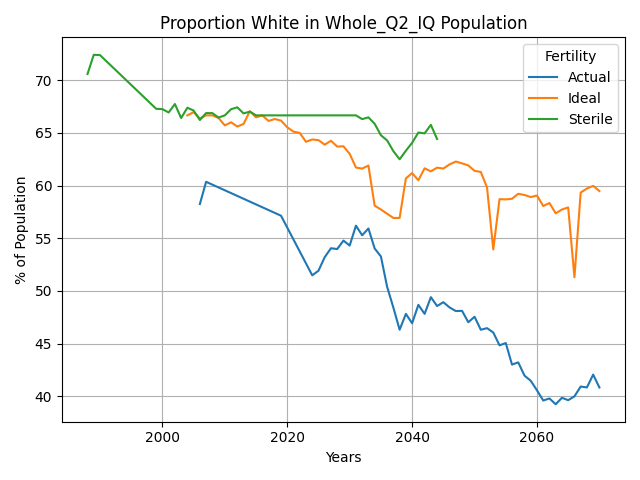 Proportion White in Whole_Q2_IQ Population
Fertility
Actual
Ideal
Sterile
% of Population
70
65
60
55
50
45
40
2000
2020
2040
2060
Years